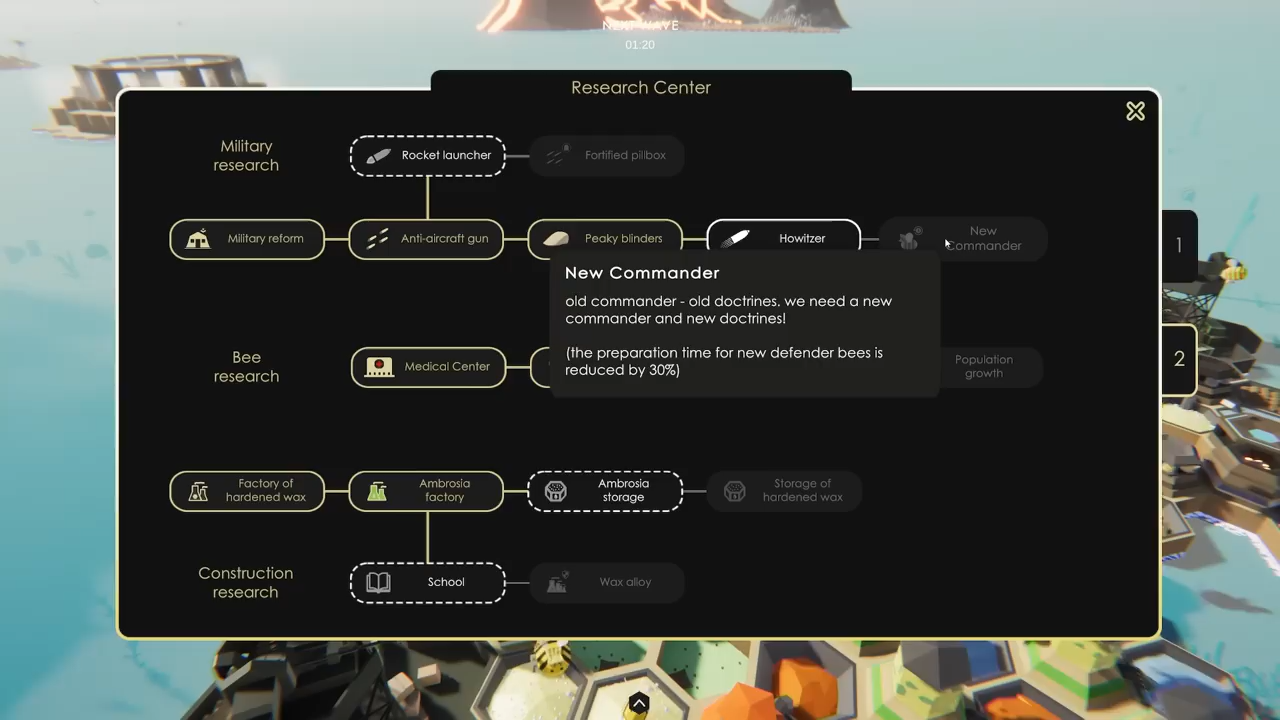 NEXT WAVE
01:20
Research Center
Military
research
Rocket launcher
Fortified pillbox
Military reform
Anti-aircraft gun
Peaky blinders
Howitzer
New
Commander
New Commander
old commander - old doctrines. we need a new
commander and new doctrines!
(the preparation time for new defender bees is
reduced by 30%)
1
2
Bee
research
Medical Center
Population
growth
Factory of
hardened wax
Ambrosia
factory
Ambrosia
storage
Storage of
hardened wax
Construction
research
School
Wax alloy